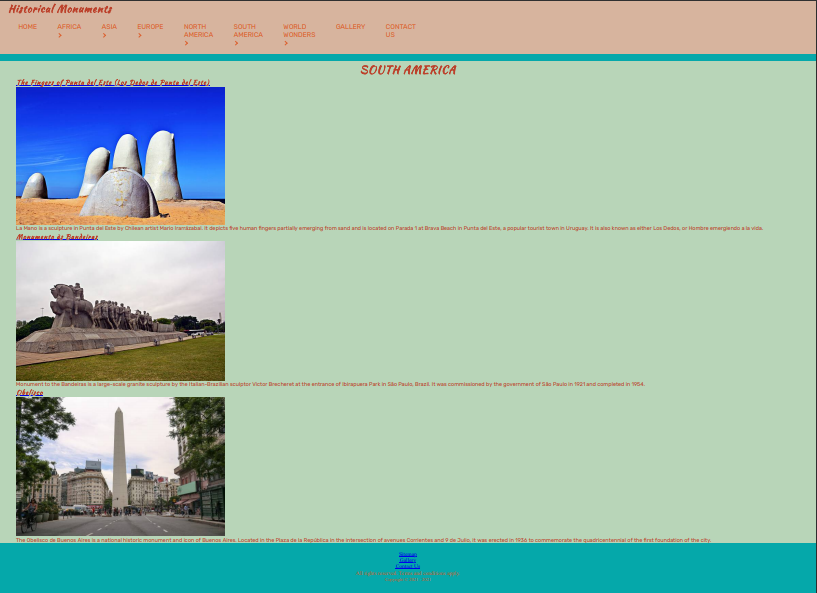 Historical Monuments
HOME AFRICA > ASIA > EUROPE > NORTH AMERICA > SOUTH AMERICA > WORLD WONDERS > GALLERY CONTACT US
SOUTH AMERICA
The Fingers of Punta del Este (Los Dedos de Punta del Este)
La Mano is a sculpture in Punta del Este by Chilean artist Mario Irarrázabal. It depicts five human fingers partially emerging from sand and is located on Parada 1 at Brava Beach in Punta del Este, a popular tourist town in Uruguay. It is also known as either Los Dedos, or Hombre emergiendo a la vida.
Monumento às Bandeiras
Monument to the Bandeiras is a large-scale granite sculpture by the Italian-Brazilian sculptor Victor Brecheret at the entrance of Ibirapuera Park in São Paulo, Brazil. It was commissioned by the government of São Paulo in 1921 and completed in 1954.
Obelisco
The Obelisco de Buenos Aires is a national historic monument and icon of Buenos Aires. Located in the Plaza de la República in the intersection of avenues Corrientes and 9 de Julio, it was erected in 1936 to commemorate the quadricentennial of the first foundation of the city.
Sitemap
Gallery
Contact Us